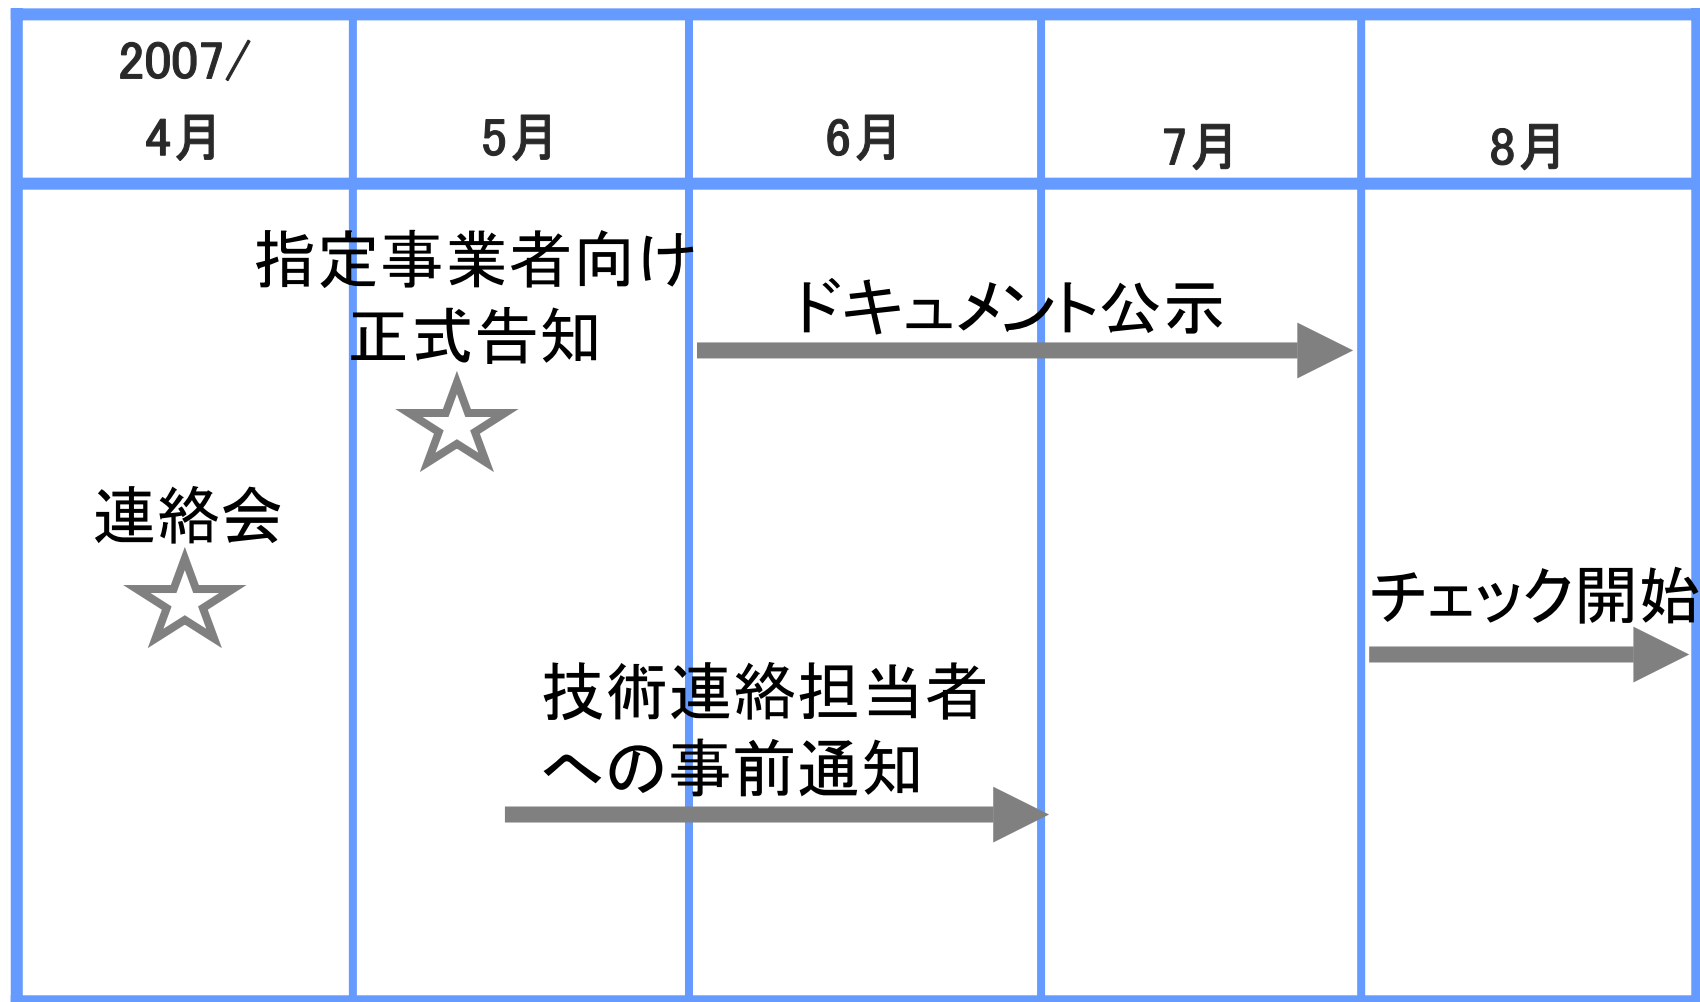 2007/
4月
5月
6月
7月
8月
指定事業者向け
正式告知
ドキュメント公示
連絡会
チェック開始
技術連絡担当者
への事前通知